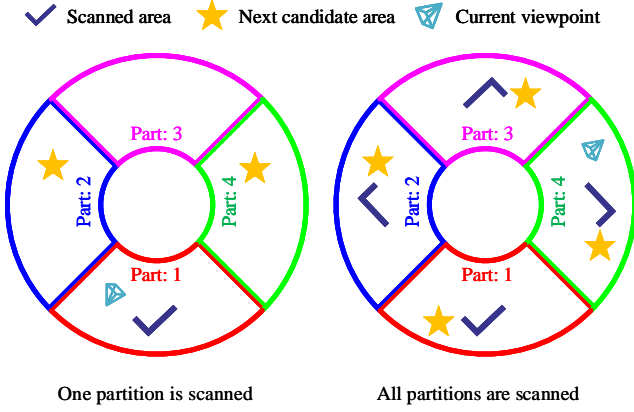 Scanned area Next candidate area Current viewpoint
Part: 3 Part: 3
Part: 2 Part: 4 Part: 2 Part: 4
Part: 1 Part: 1
One partition is scanned All partitions are scanned